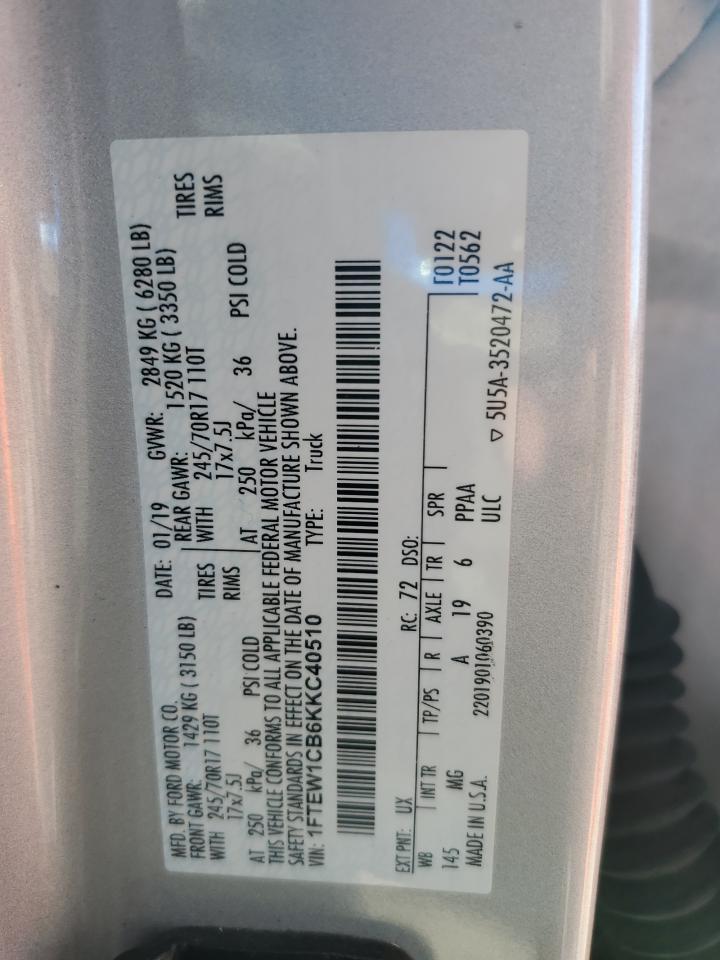 MFD. BY FORD MOTOR CO.
DATE: 01/19 GVWR: 2849 KG ( 6280 LB)
FRONT GAWR: 1429 KG ( 3150 LB) REAR GAWR: 1520 KG ( 3350 LB)
WITH 245/70R17 110T TIRES WITH 245/70R17 110T TIRES
17x7.5J RIMS 17x7.5J RIMS
AT 250 kPa/ 36 PSI COLD AT 250 kPa/ 36 PSI COLD
THIS VEHICLE CONFORMS TO ALL APPLICABLE FEDERAL MOTOR VEHICLE
SAFETY STANDARDS IN EFFECT ON THE DATE OF MANUFACTURE SHOWN ABOVE.
VIN: 1FTEW1CB6KKC40510 TYPE: Truck
EXT PNT: UX RC: 72 DSO:
WB INT TR TP/PS R AXLE TR SPR F0122
T0562
145 MG A 19 6 PPAA
MADE IN U.S.A. 2201901060390 ULC ▽ 5U5A-3520472-AA